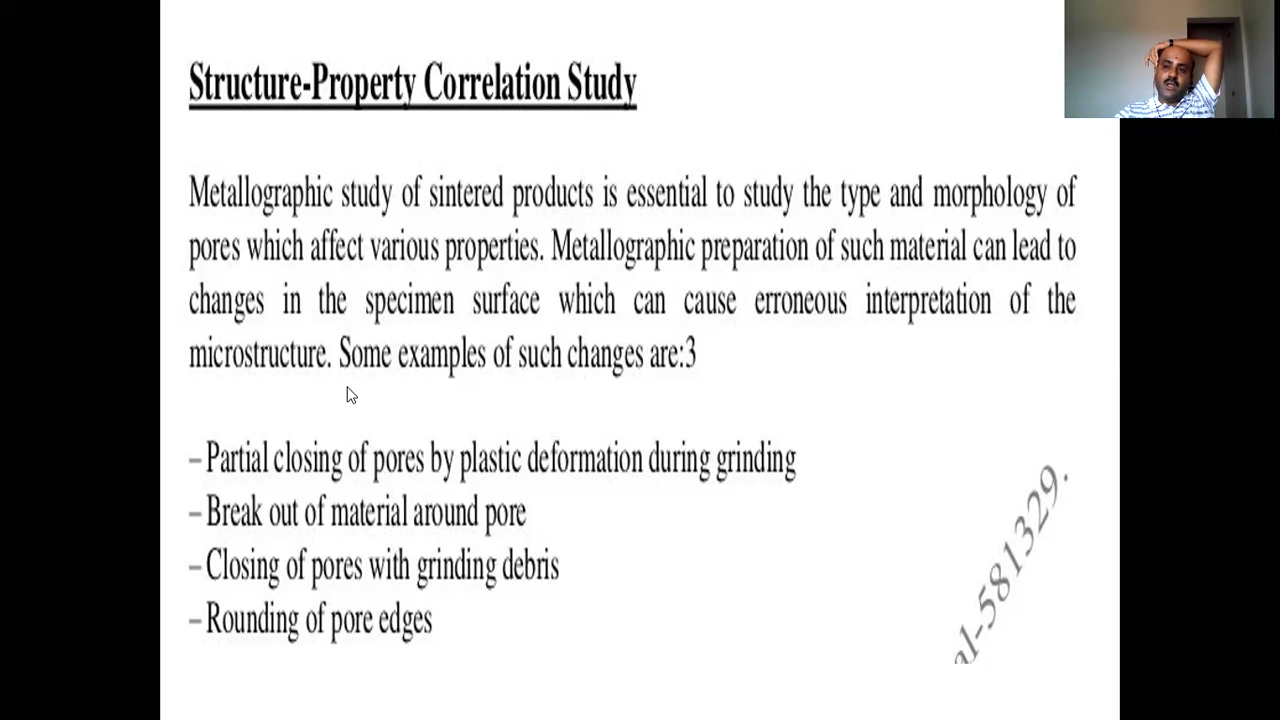 Structure-Property Correlation Study
Metallographic study of sintered products is essential to study the type and morphology of
pores which affect various properties. Metallographic preparation of such material can lead to
changes in the specimen surface which can cause erroneous interpretation of the
microstructure. Some examples of such changes are:3
– Partial closing of pores by plastic deformation during grinding
– Break out of material around pore
– Closing of pores with grinding debris
– Rounding of pore edges
al-581329.